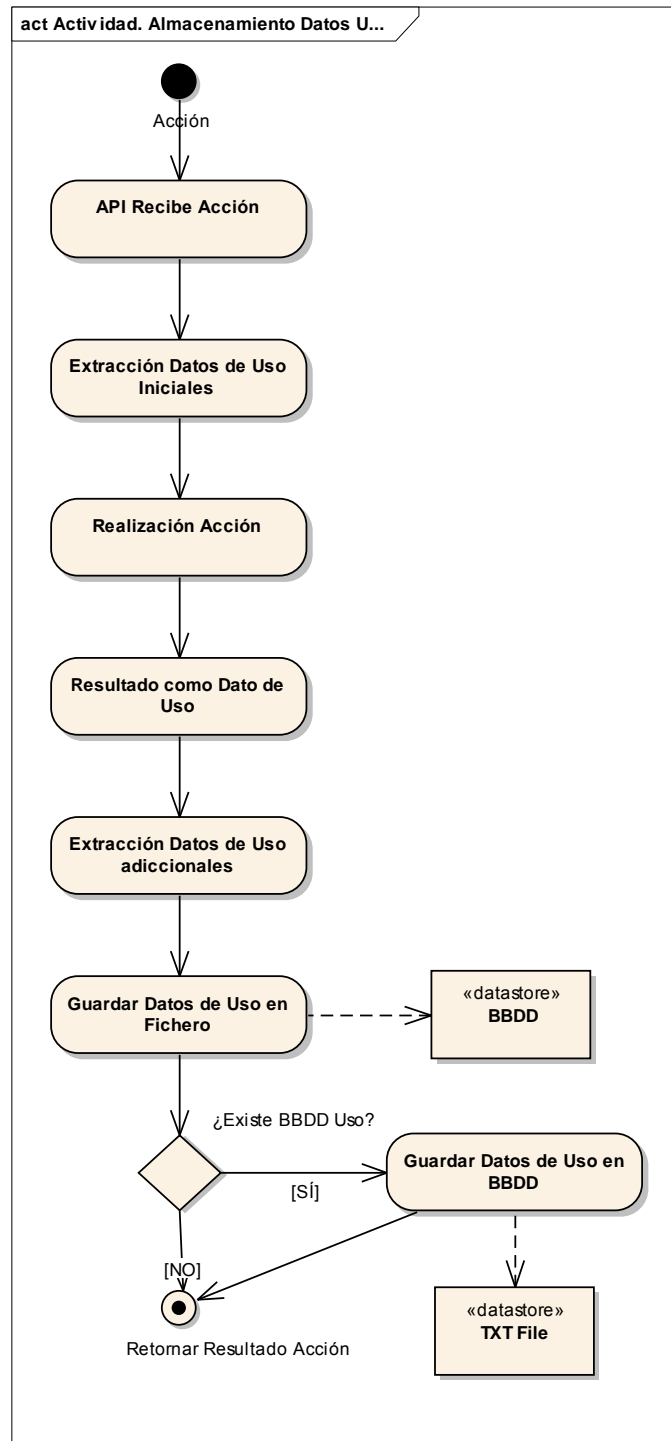 act Actividad. Almacenamiento Datos U...
Acción
API Recibe Acción
Extracción Datos de Uso
Iniciales
Realización Acción
Resultado como Dato de
Uso
Extracción Datos de Uso
adiccionales
Guardar Datos de Uso en
Fichero
«datastore»
BBDD
¿Existe BBDD Uso?
[SÍ]
Guardar Datos de Uso en
BBDD
[NO]
Retornar Resultado Acción
«datastore»
TXT File